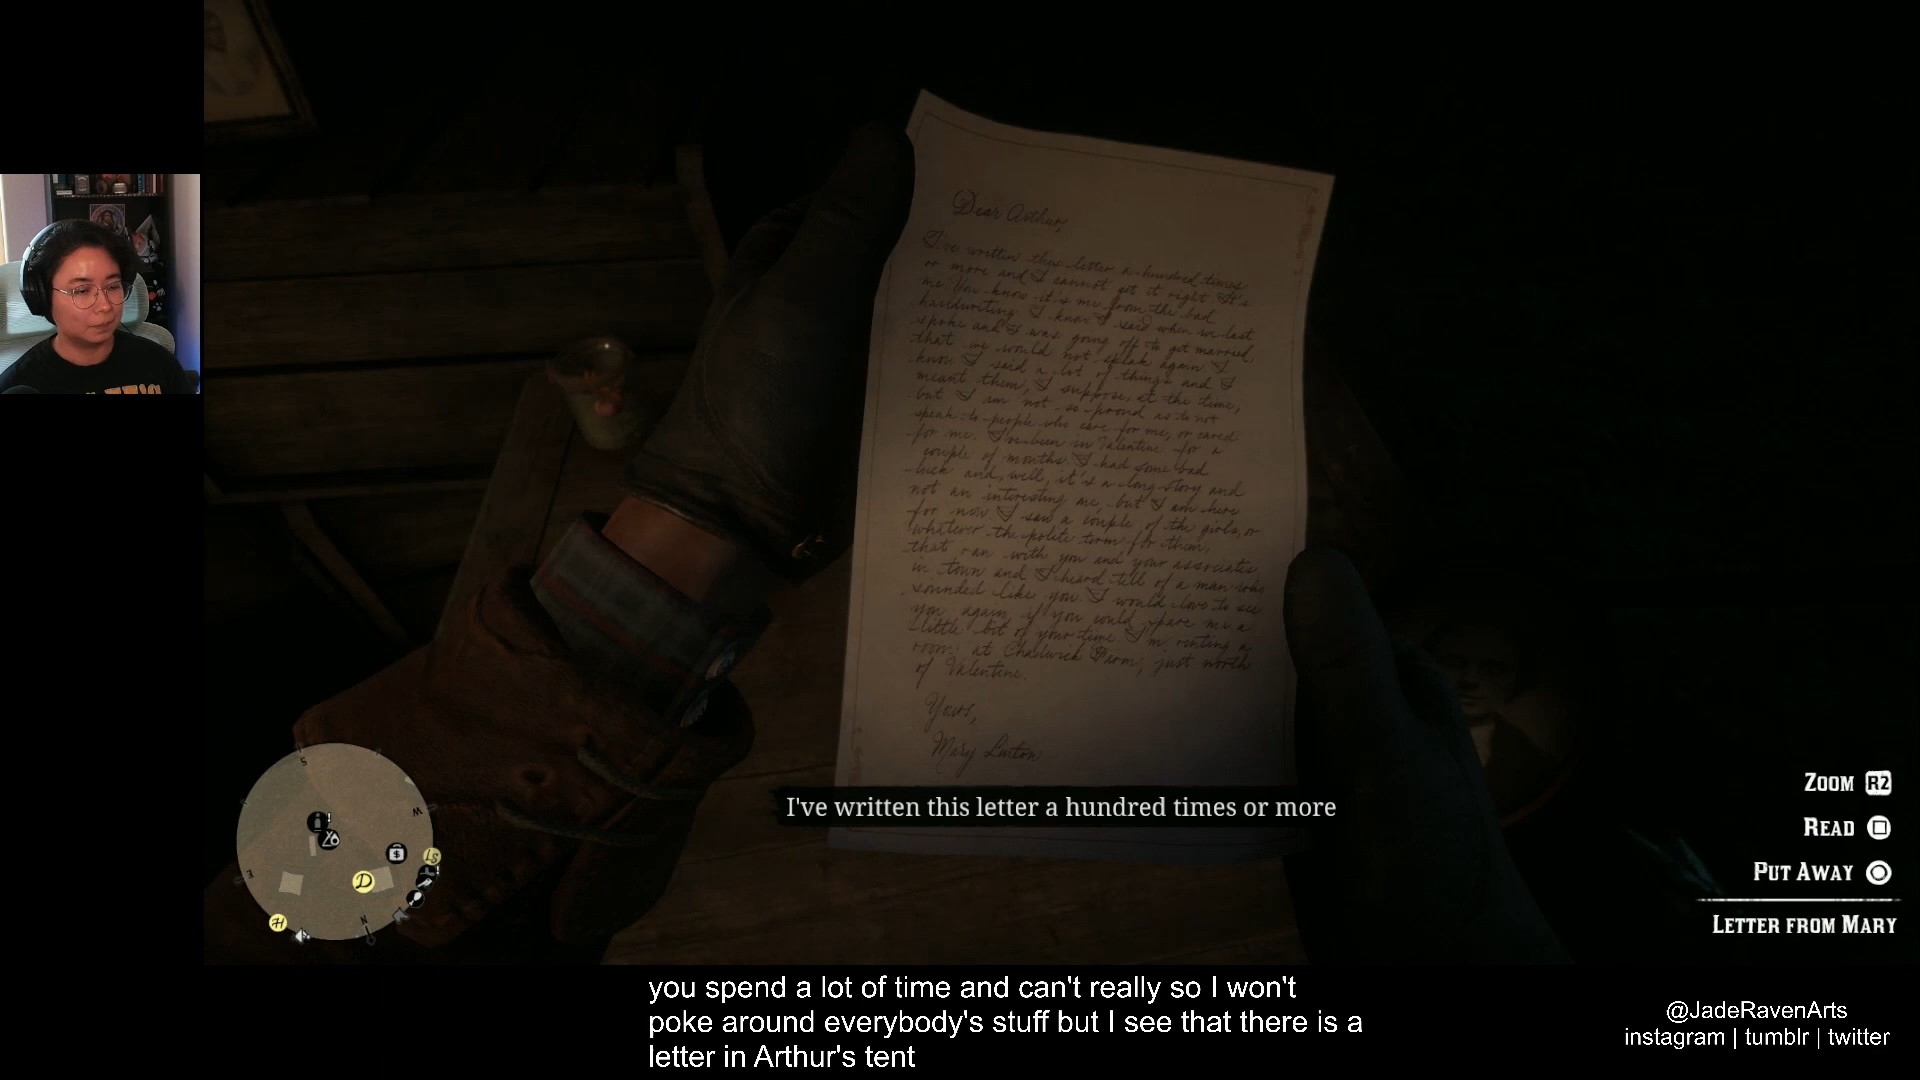 Dear Arthur,
I've written this letter a hundred times
or more and I cannot get it right. It's
me. You know it's me from the bad
handwriting. I know I said when we last
spoke and I was going off to get married,
that we would not speak again. I
know I said a lot of things and I
meant them, I suppose, at the time,
but I am not so proud as to not
speak to people who care for me, or cared
for me. I've been in Valentine for a
couple of months. I had some bad
luck and, well, it's a long story and
not an interesting me, but I am here
for now. I saw a couple of the girls, or
whatever the polite term for them,
that ran with you and your associates
in town and I heard tell of a man who
sounded like you. I would love to see
you again if you could spare me a
little bit of your time. I'm renting a
room at Chadwick Farm, just north
of Valentine.
Yours,
Mary Linton
I've written this letter a hundred times or more
ZOOM R2
READ
PUT AWAY
LETTER FROM MARY
S
W
E
N
$
LS
D
H
you spend a lot of time and can't really so I won't
poke around everybody's stuff but I see that there is a
letter in Arthur's tent
@JadeRavenArts
instagram | tumblr | twitter